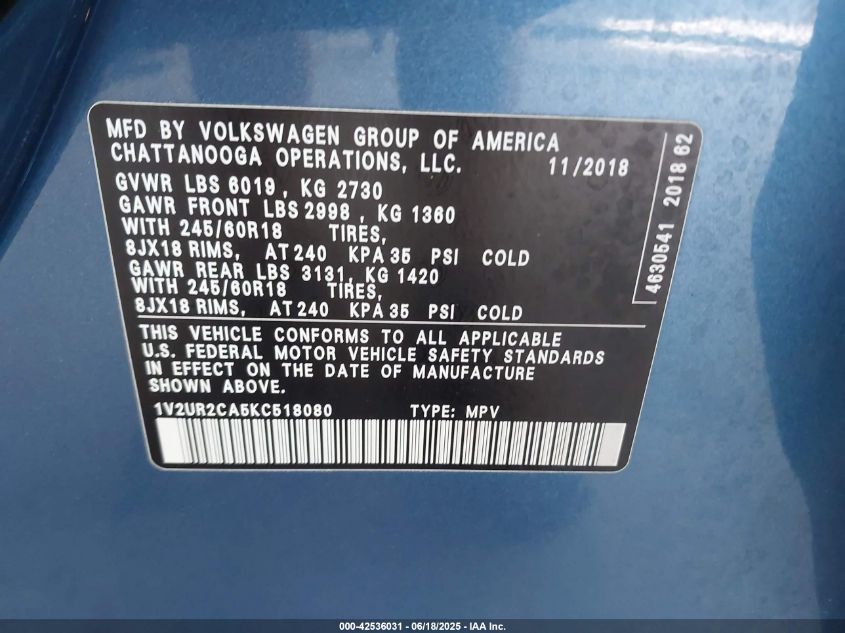 MFD BY VOLKSWAGEN GROUP OF AMERICA
CHATTANOOGA OPERATIONS, LLC. 11/2018
GVWR LBS 6019, KG 2730
GAWR FRONT LBS 2998, KG 1360
WITH 245/60R18 TIRES,
8JX18 RIMS, AT 240 KPA 35 PSI COLD
GAWR REAR LBS 3131, KG 1420
WITH 245/60R18 TIRES,
8JX18 RIMS, AT 240 KPA 35 PSI COLD
THIS VEHICLE CONFORMS TO ALL APPLICABLE
U.S. FEDERAL MOTOR VEHICLE SAFETY STANDARDS
IN EFFECT ON THE DATE OF MANUFACTURE
SHOWN ABOVE.
1V2UR2CA5KC518080 TYPE: MPV
4630541 2018 62
000-42536031 - 06/18/2025 - IAA Inc.